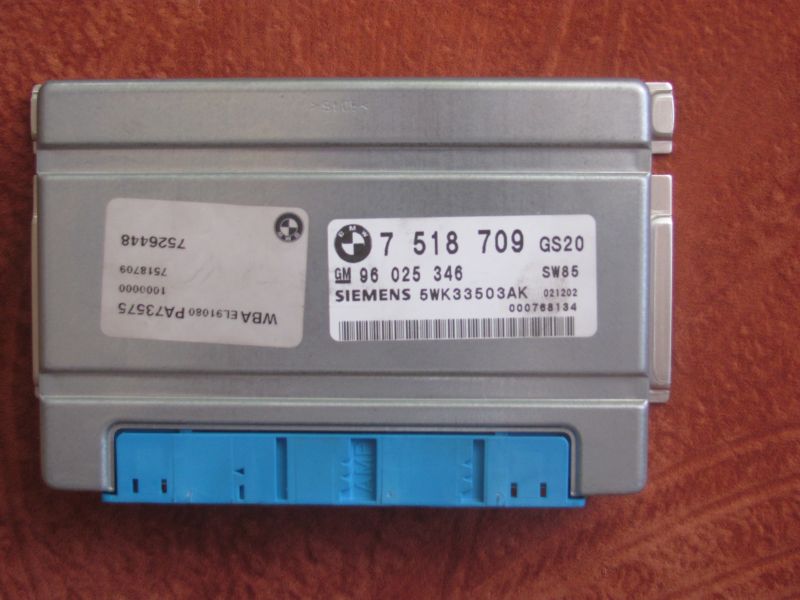 BMW 7 518 709 GS20
GM 96 025 346 SW85
SIEMENS 5WK33503AK 021202
000768134
WBA EL91080 PA73575
1000000
7518709
7526448
AMP